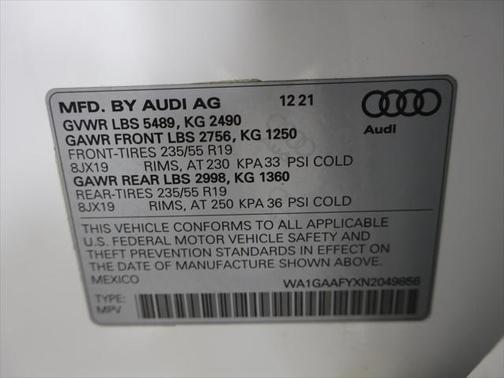 MFD. BY AUDI AG 12 21
GVWR LBS 5489, KG 2490
GAWR FRONT LBS 2756, KG 1250
FRONT-TIRES 235/55 R19
8JX19 RIMS, AT 230 KPA 33 PSI COLD
GAWR REAR LBS 2998, KG 1360
REAR-TIRES 235/55 R19
8JX19 RIMS, AT 250 KPA 36 PSI COLD
Audi
THIS VEHICLE CONFORMS TO ALL APPLICABLE
U.S. FEDERAL MOTOR VEHICLE SAFETY AND
THEFT PREVENTION STANDARDS IN EFFECT ON
THE DATE OF MANUFACTURE SHOWN ABOVE.
MEXICO WA1GAAFYXN2049856
TYPE:
MPV